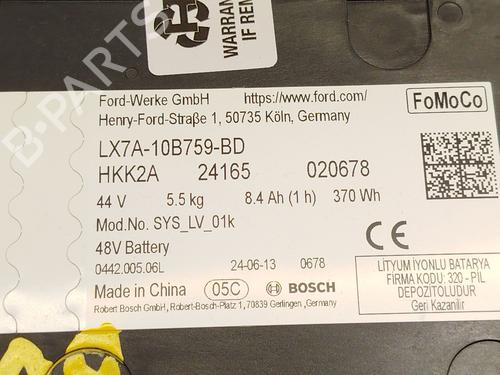 WARRANT
IF REM
Ford-Werke GmbH https://www.ford.com/
FoMoCo
Henry-Ford-Straße 1, 50735 Köln, Germany
LX7A-10B759-BD
HKK2A 24165 020678
44 V 5.5 kg 8.4 Ah (1 h) 370 Wh
Mod.No. SYS_LV_01k
48V Battery
0442.005.06L 24-06-13 0678
Made in China 05C BOSCH
Robert Bosch GmbH, Robert-Bosch-Platz 1, 70839 Gerlingen, Germany
CE
LİTYUM İYONLU BATARYA
FİRMA KODU: 320 - PİL
DEPOZİTOLUDUR
Geri Kazanılır